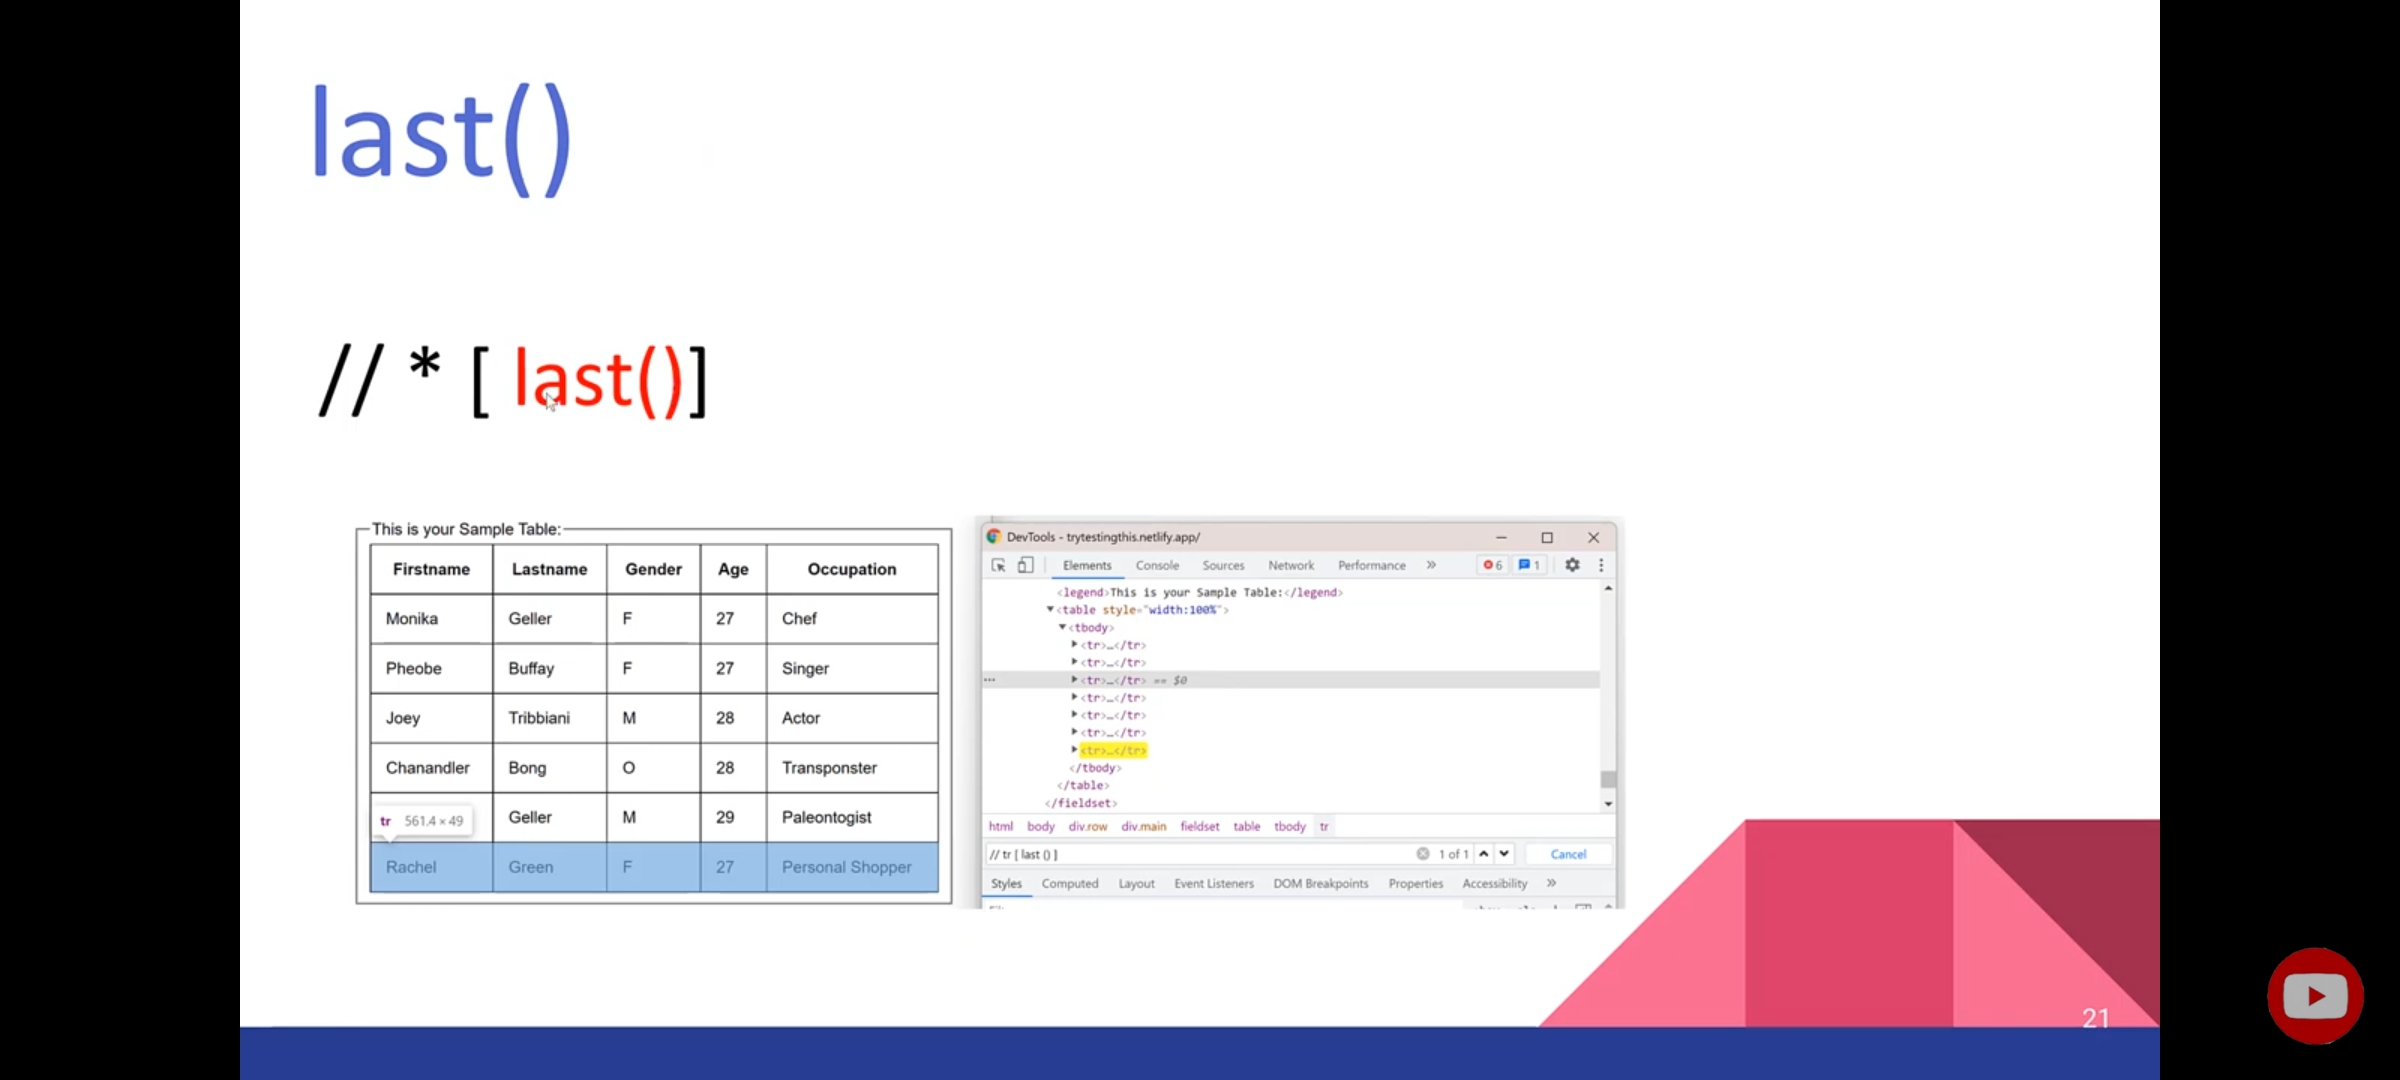 last()
// * [ last()]
This is your Sample Table:
Firstname Lastname Gender Age Occupation
Monika Geller F 27 Chef
Pheobe Buffay F 27 Singer
Joey Tribbiani M 28 Actor
Chanandler Bong O 28 Transponster
tr 561.4 × 49 Geller M 29 Paleontogist
Rachel Green F 27 Personal Shopper
DevTools - trytestingthis.netlify.app/
Elements Console Sources Network Performance » 6 1
<legend>This is your Sample Table:</legend>
▼<table style="width:100%">
▼<tbody>
▶<tr>…</tr>
▶<tr>…</tr>
… ▶<tr>…</tr> == $0
▶<tr>…</tr>
▶<tr>…</tr>
▶<tr>…</tr>
▶<tr>…</tr>
</tbody>
</table>
</fieldset>
html body div.row div.main fieldset table tbody tr
// tr [ last () ] 1 of 1 Cancel
Styles Computed Layout Event Listeners DOM Breakpoints Properties Accessibility »
21